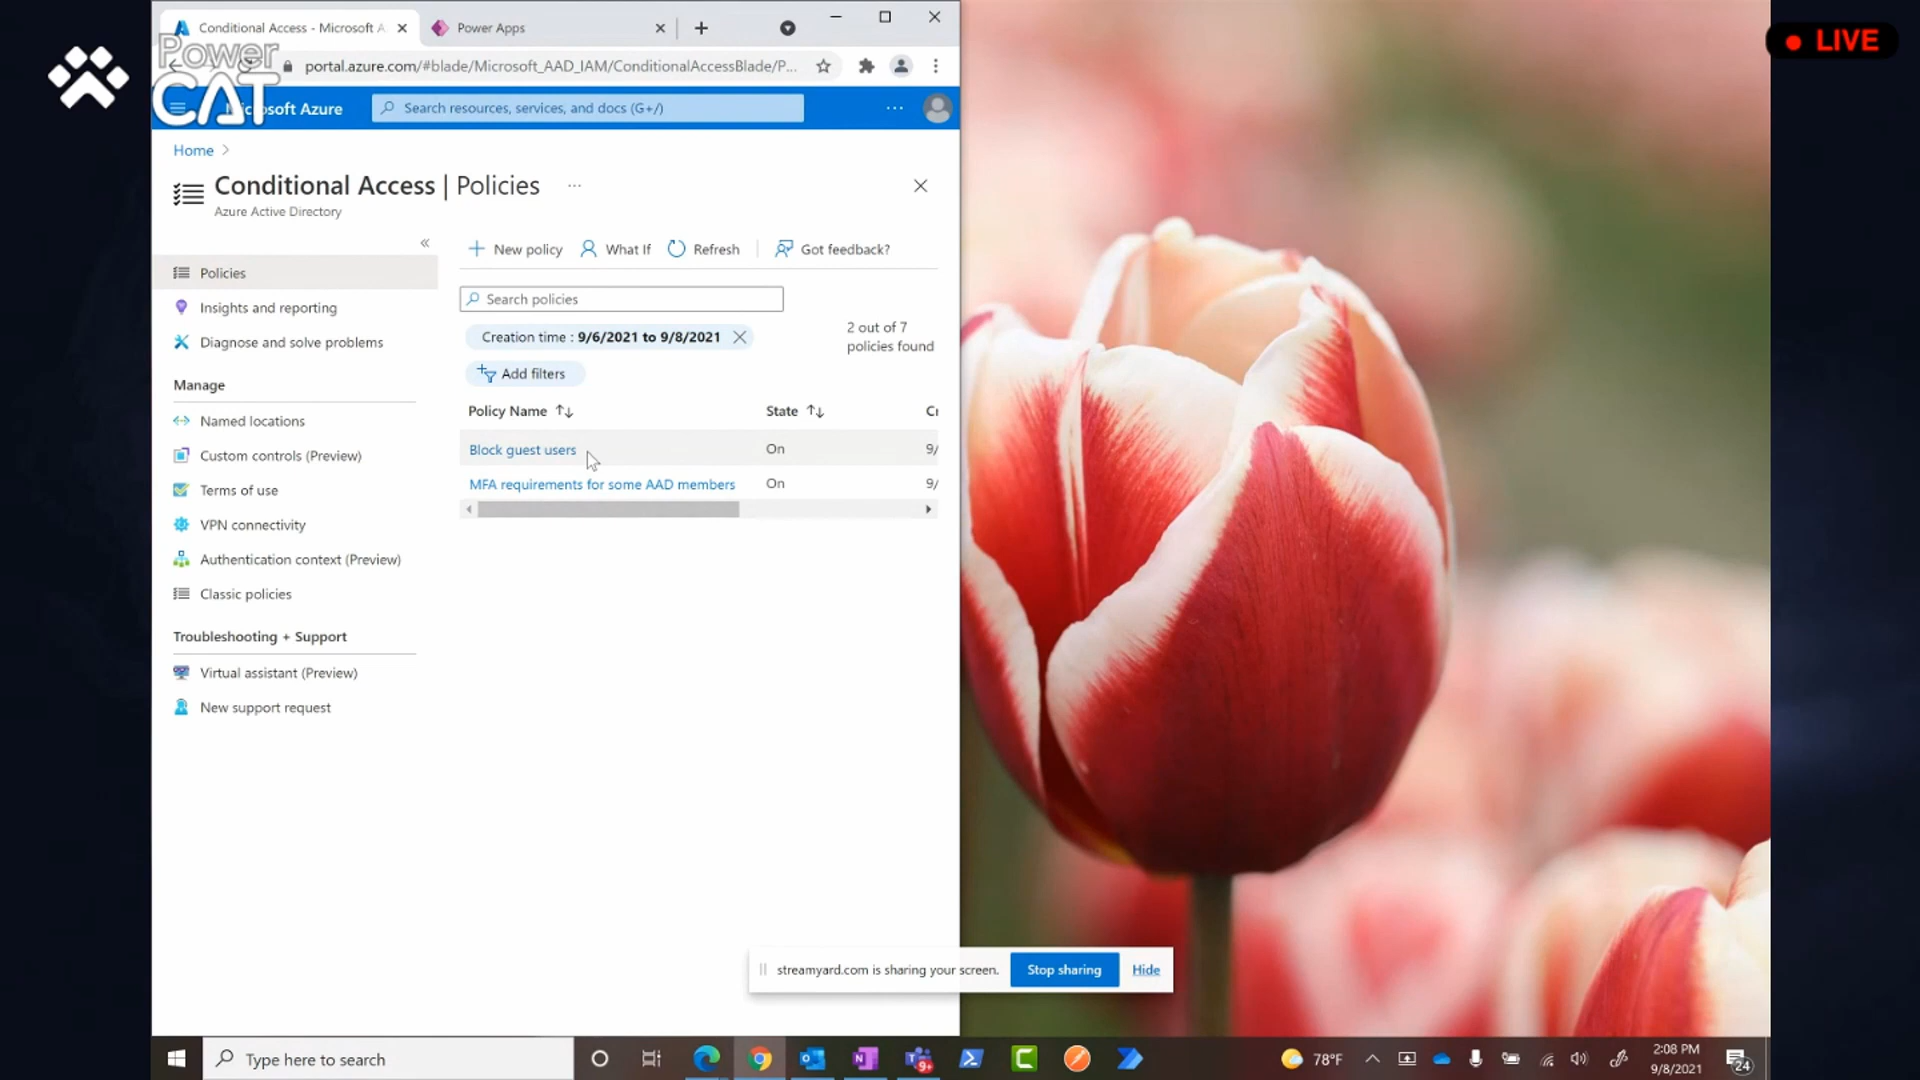 Conditional Access - Microsoft A
Power Apps
LIVE
Power
CAT
portal.azure.com/#blade/Microsoft_AAD_IAM/ConditionalAccessBlade/P...
soft Azure
Search resources, services, and docs (G+/)
Home
Conditional Access | Policies
Azure Active Directory
New policy
What If
Refresh
Got feedback?
Policies
Insights and reporting
Diagnose and solve problems
Manage
Named locations
Custom controls (Preview)
Terms of use
VPN connectivity
Authentication context (Preview)
Classic policies
Troubleshooting + Support
Virtual assistant (Preview)
New support request
Search policies
Creation time : 9/6/2021 to 9/8/2021
2 out of 7
policies found
Add filters
Policy Name
State
Block guest users
On
9/
MFA requirements for some AAD members
On
9/
streamyard.com is sharing your screen.
Stop sharing
Hide
Type here to search
9+
78°F
2:08 PM
9/8/2021
24